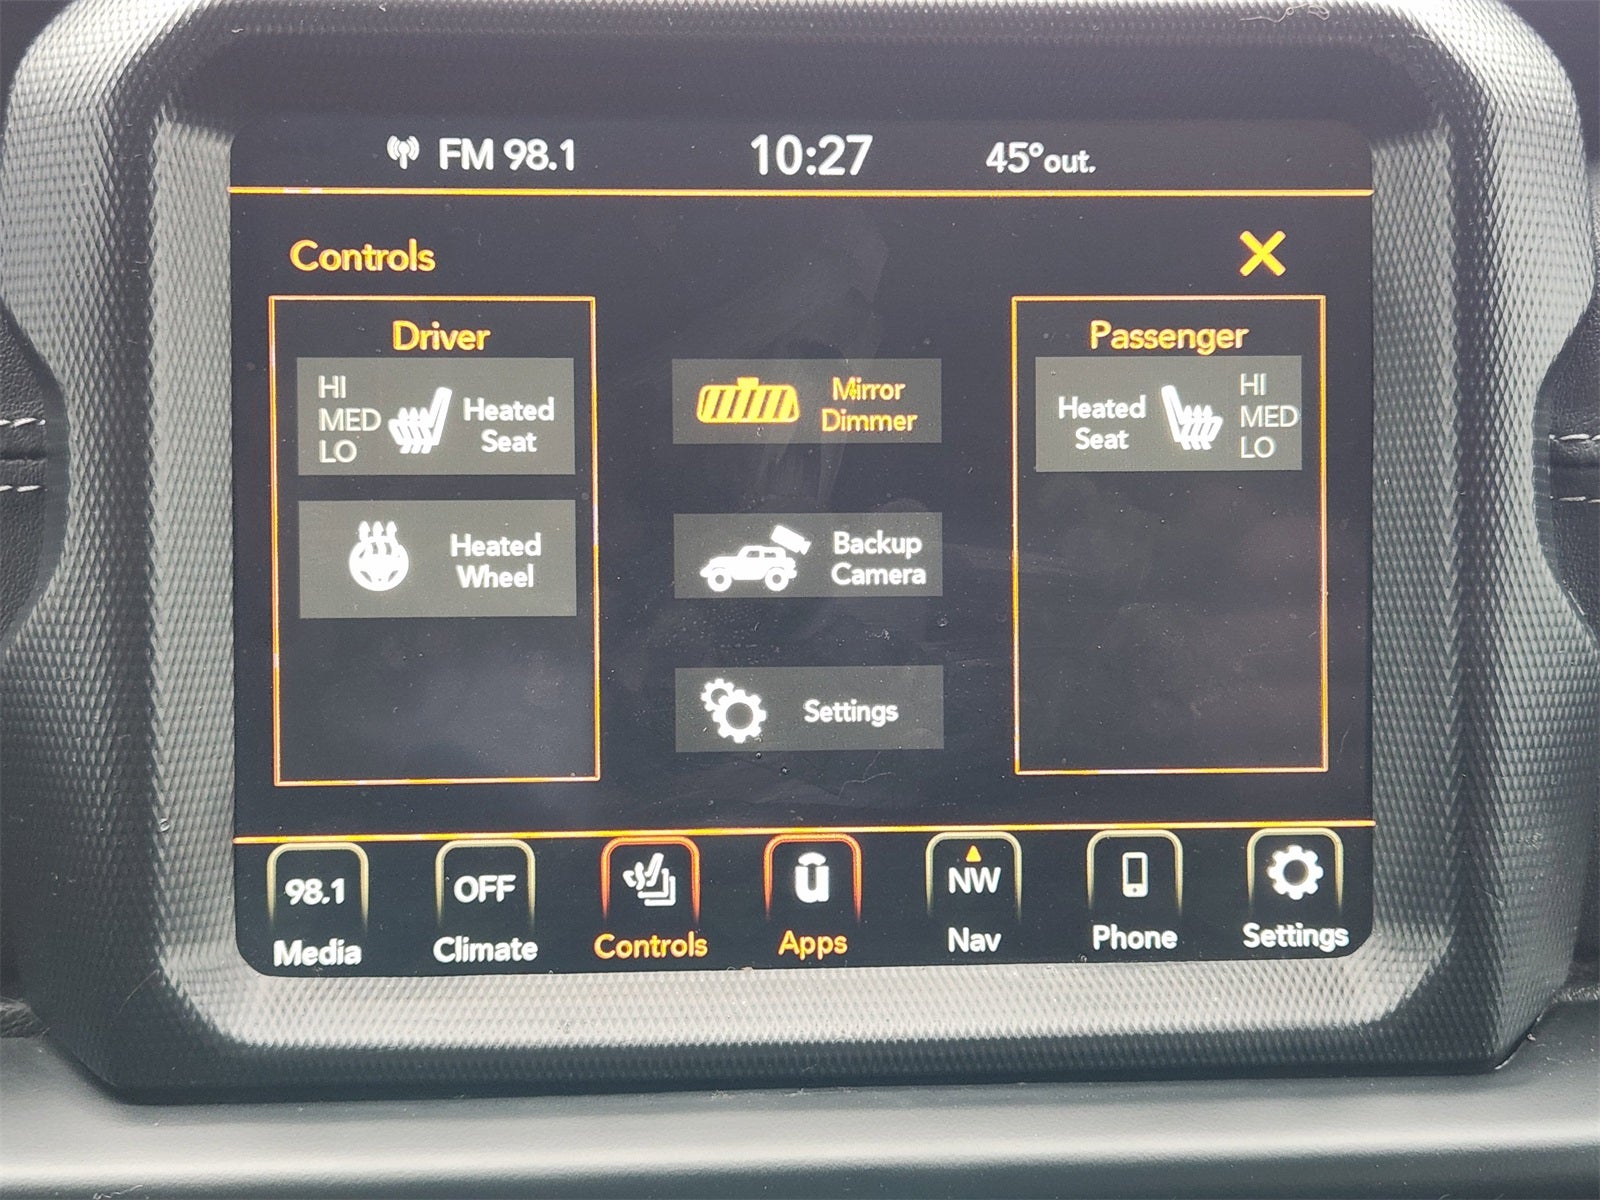 FM 98.1
10:27
45°out.
Controls
Driver
HI
MED
LO
Heated
Seat
Heated
Wheel
Mirror
Dimmer
Backup
Camera
Settings
Passenger
Heated
Seat
HI
MED
LO
98.1
Media
OFF
Climate
Controls
u
Apps
NW
Nav
Phone
Settings